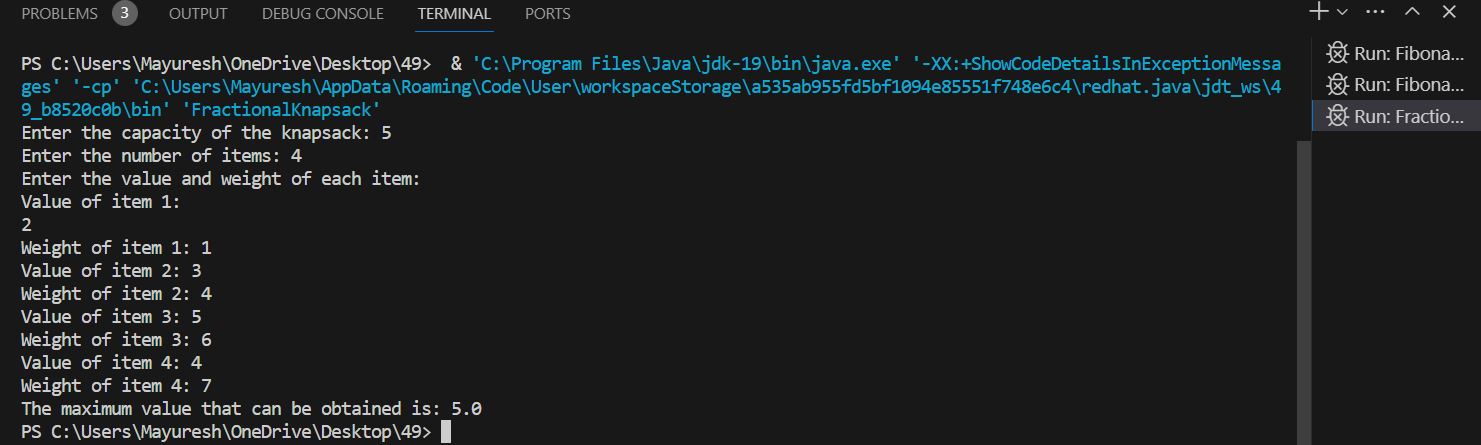 PROBLEMS 3 OUTPUT DEBUG CONSOLE TERMINAL PORTS
PS C:\Users\Mayuresh\OneDrive\Desktop\49>  & 'C:\Program Files\Java\jdk-19\bin\java.exe' '-XX:+ShowCodeDetailsInExceptionMessa
ges' '-cp' 'C:\Users\Mayuresh\AppData\Roaming\Code\User\workspaceStorage\a535ab955fd5bf1094e85551f748e6c4\redhat.java\jdt_ws\4
9_b8520c0b\bin' 'FractionalKnapsack'
Enter the capacity of the knapsack: 5
Enter the number of items: 4
Enter the value and weight of each item:
Value of item 1:
2
Weight of item 1: 1
Value of item 2: 3
Weight of item 2: 4
Value of item 3: 5
Weight of item 3: 6
Value of item 4: 4
Weight of item 4: 7
The maximum value that can be obtained is: 5.0
PS C:\Users\Mayuresh\OneDrive\Desktop\49>
Run: Fibona...
Run: Fibona...
Run: Fractio...